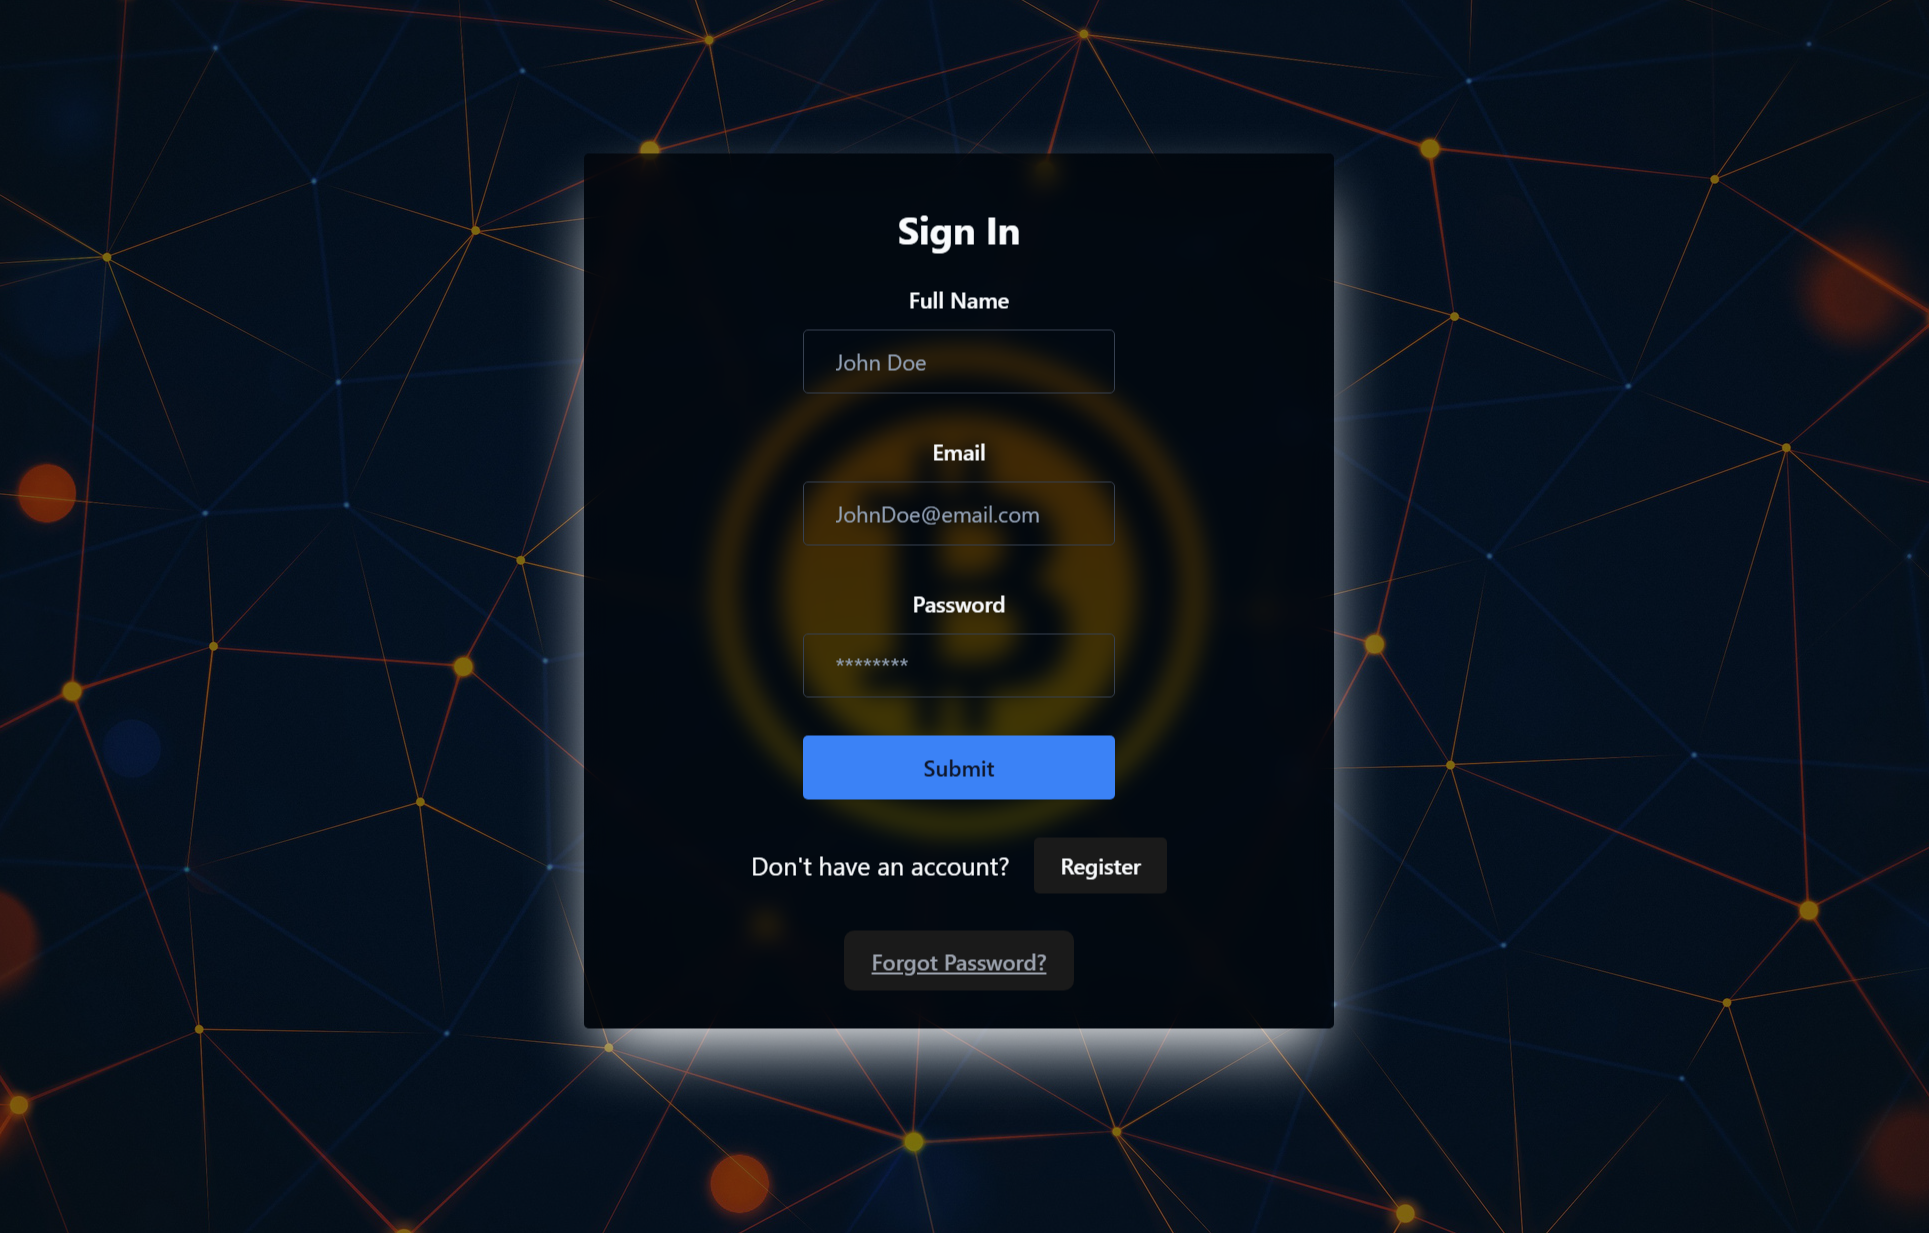 Sign In
Full Name
John Doe
Email
JohnDoe@email.com
Password
********
Submit
Don't have an account? Register
Forgot Password?